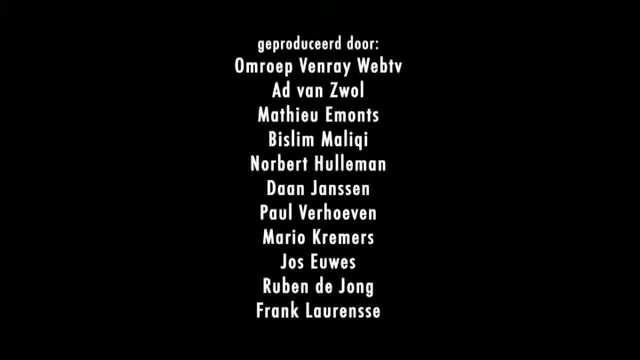 geproduceerd door:
Omroep Venray Webtv
Ad van Zwol
Mathieu Emonts
Bislim Maliqi
Norbert Hulleman
Daan Janssen
Paul Verhoeven
Mario Kremers
Jos Euwes
Ruben de Jong
Frank Laurensse